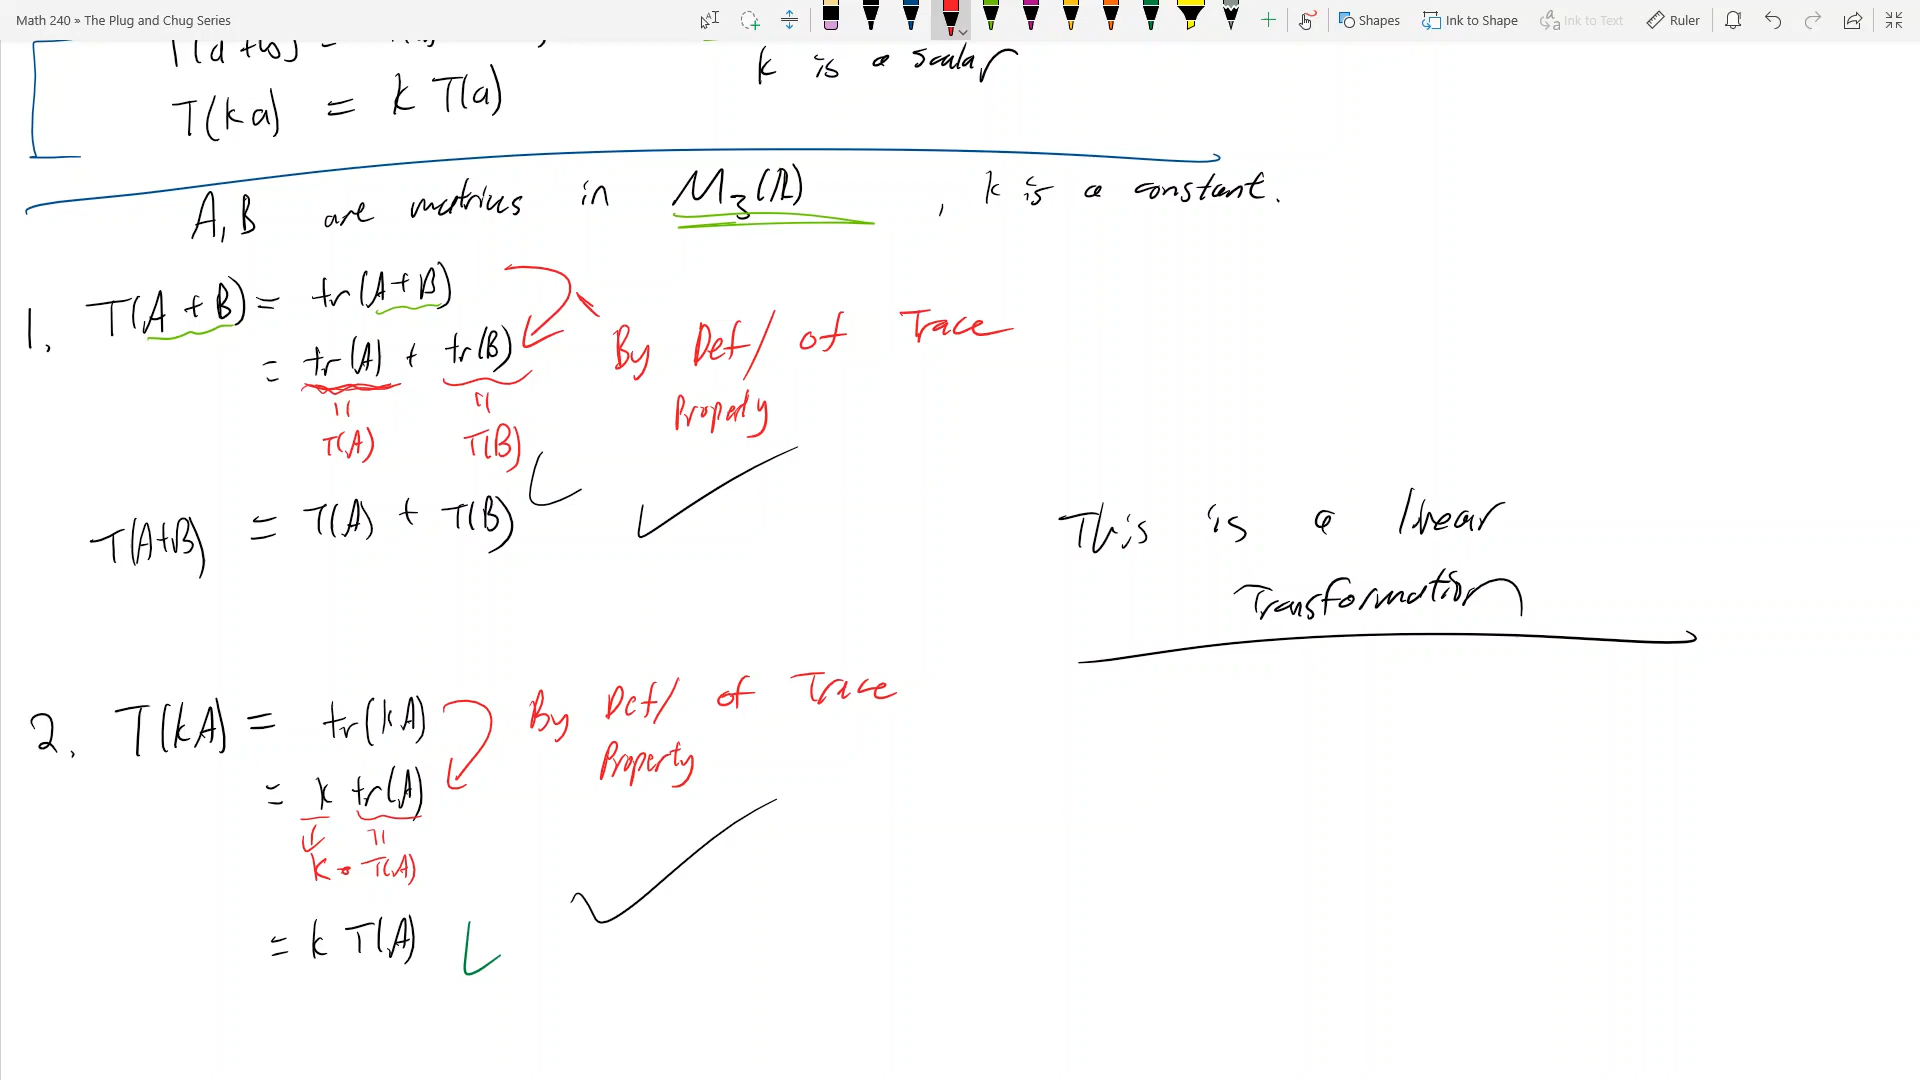 Math 240 » The Plug and Chug Series
Shapes Ink to Shape Ink to Text Ruler
k is a scalar
T(ka) = k T(a)
A, B are matrices in M₃(ℝ), k is a constant.
1. T(A + B) = tr(A+B)
= tr(A) + tr(B)
By Def/ of Trace
Property
T(A) T(B)
T(A+B) = T(A) + T(B)
This is a linear
Transformation
2. T(kA) = tr(kA)
By Def/ of Trace
Property
= k tr(A)
k • T(A)
= k T(A)